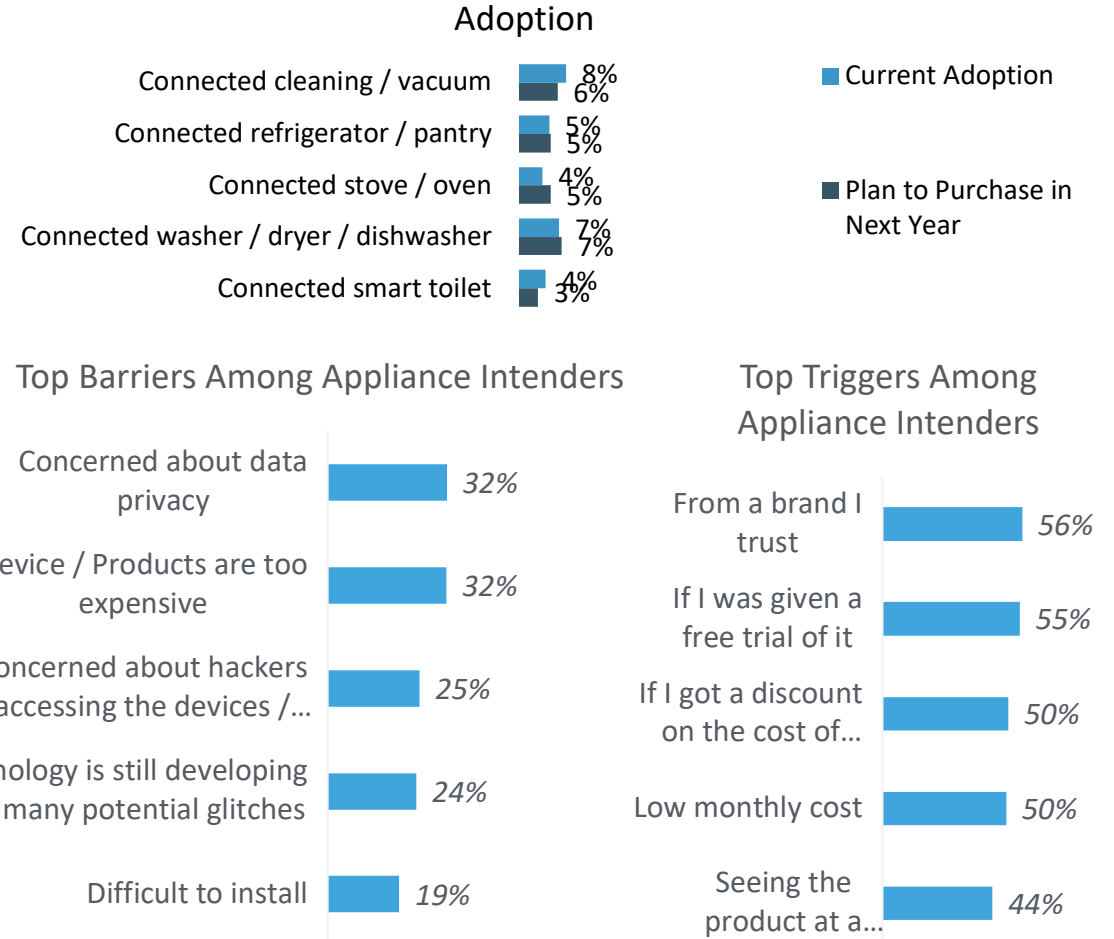 Adoption
Connected cleaning / vacuum
8%
6%
Connected refrigerator / pantry
5%
5%
Connected stove / oven
4%
5%
Connected washer / dryer / dishwasher
7%
7%
Connected smart toilet
4%
3%
Current Adoption
Plan to Purchase in
Next Year
Top Barriers Among Appliance Intenders
Concerned about data
privacy
32%
evice / Products are too
expensive
32%
oncerned about hackers
accessing the devices /...
25%
nology is still developing
many potential glitches
24%
Difficult to install
19%
Top Triggers Among
Appliance Intenders
From a brand I
trust
56%
If I was given a
free trial of it
55%
If I got a discount
on the cost of...
50%
Low monthly cost
50%
Seeing the
product at a...
44%